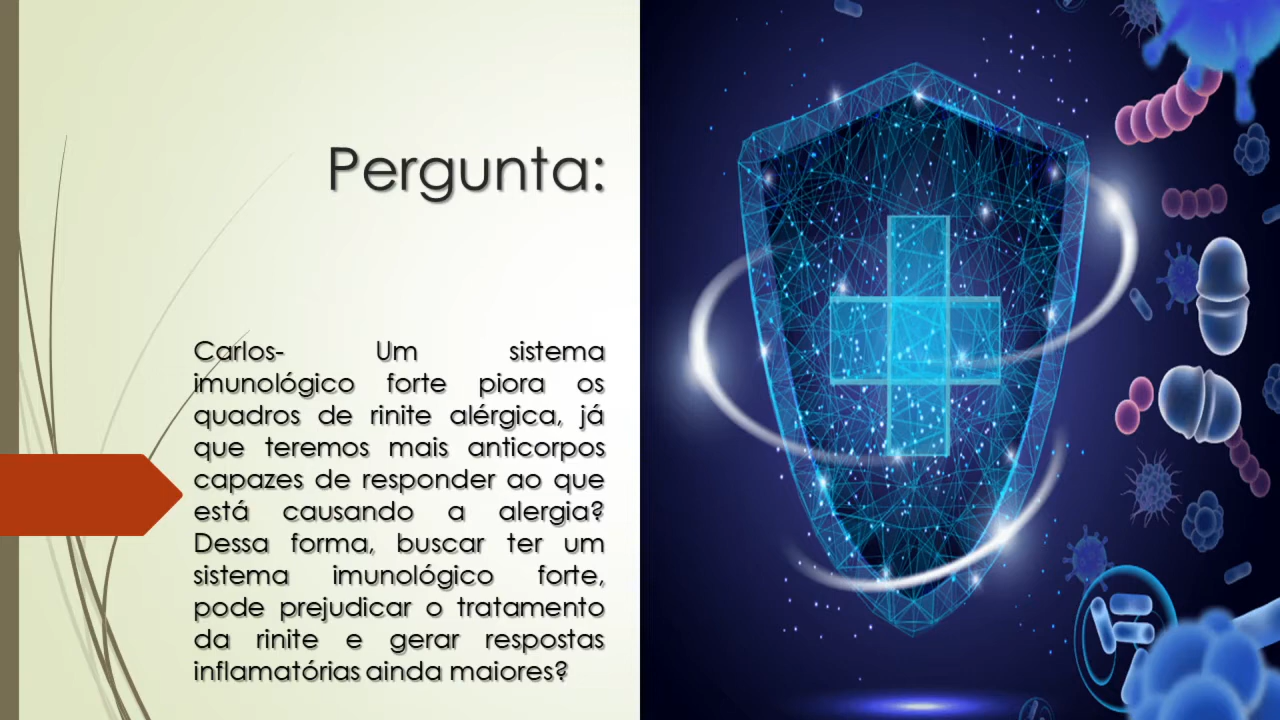 Pergunta:
Carlos- Um sistema
imunológico forte piora os
quadros de rinite alérgica, já
que teremos mais anticorpos
capazes de responder ao que
está causando a alergia?
Dessa forma, buscar ter um
sistema imunológico forte,
pode prejudicar o tratamento
da rinite e gerar respostas
inflamatórias ainda maiores?